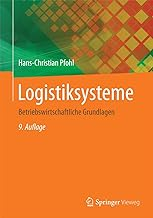 Hans-Christian Pfohl
Logistiksysteme
Betriebswirtschaftliche Grundlagen
9. Auflage
Springer Vieweg